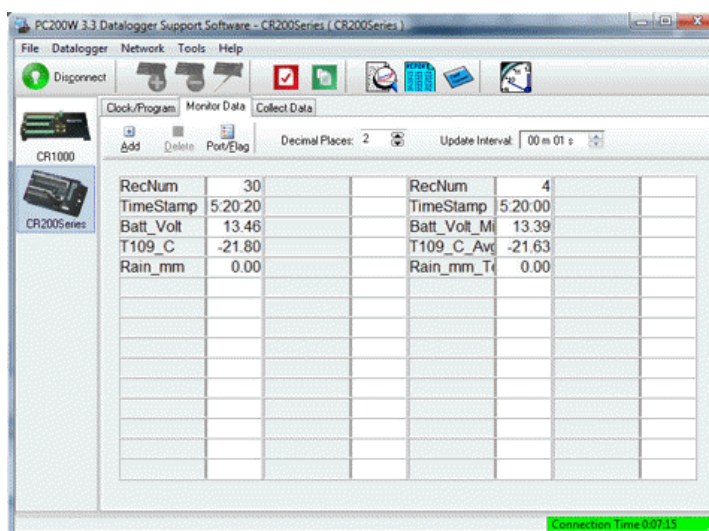 PC200W 3.3 Datalogger Support Software - CR200Series ( CR200Series )
File Datalogger Network Tools Help
Disconnect
Clock/Program Monitor Data Collect Data
Add Delete Port/Flag Decimal Places: 2 Update Interval: 00 m 01 s
CR1000
CR200Series
RecNum 30 RecNum 4
TimeStamp 5:20:20 TimeStamp 5:20:00
Batt_Volt 13.46 Batt_Volt_Mi 13.39
T109_C -21.80 T109_C_Avg -21.63
Rain_mm 0.00 Rain_mm_T 0.00
Connection Time 0:07:15